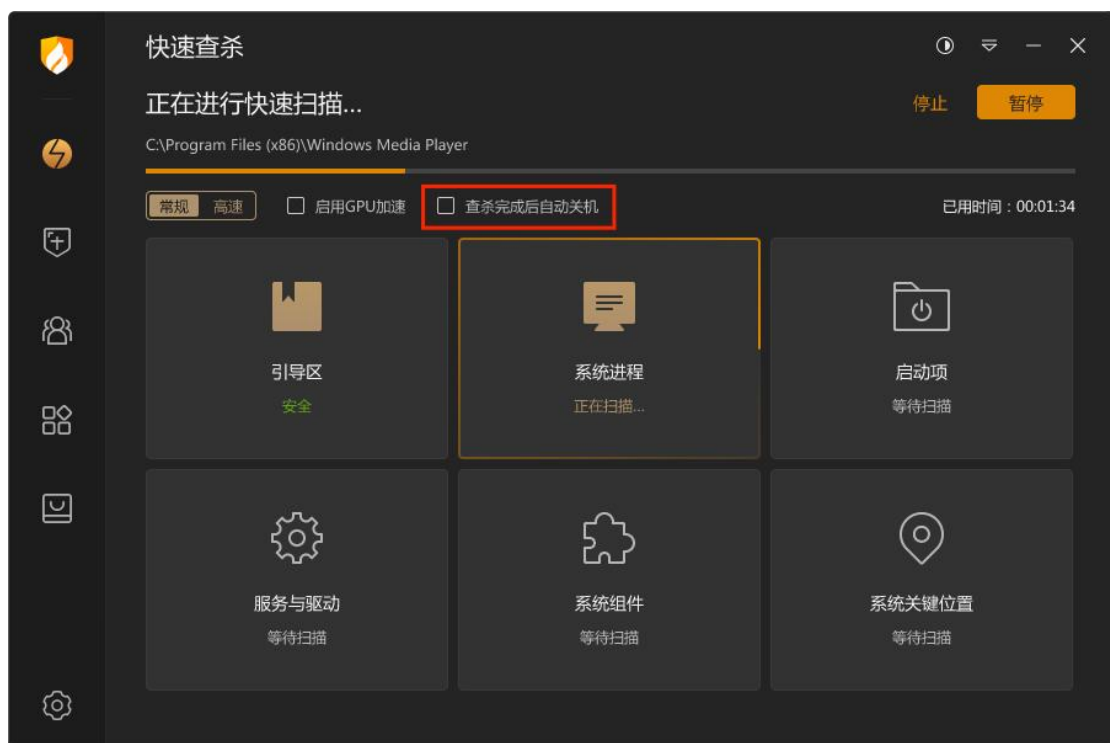 快速查杀
正在进行快速扫描...
停止 暂停
C:\Program Files (x86)\Windows Media Player
常规 高速 启用GPU加速 查杀完成后自动关机 已用时间：00:01:34
引导区 系统进程 启动项
安全 正在扫描... 等待扫描
服务与驱动 系统组件 系统关键位置
等待扫描 等待扫描 等待扫描